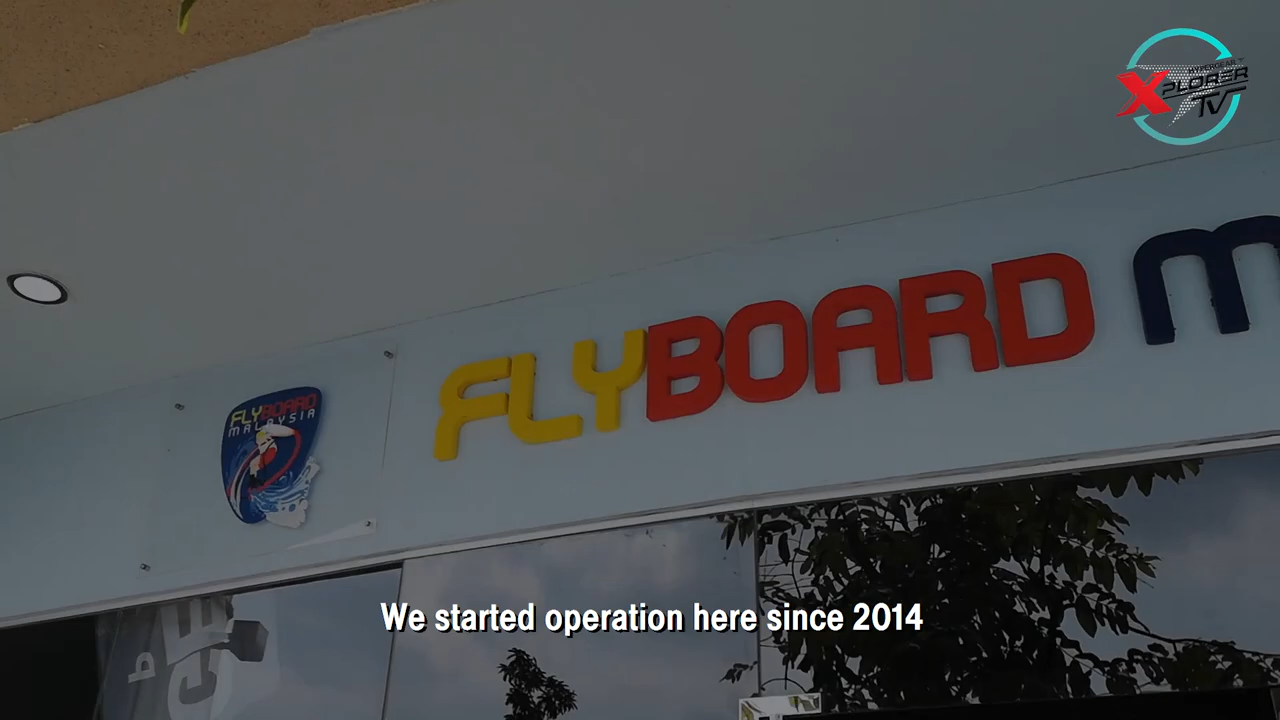 XPLORER
TV
FLYBOARD M
FLYBOARD
MALAYSIA
We started operation here since 2014